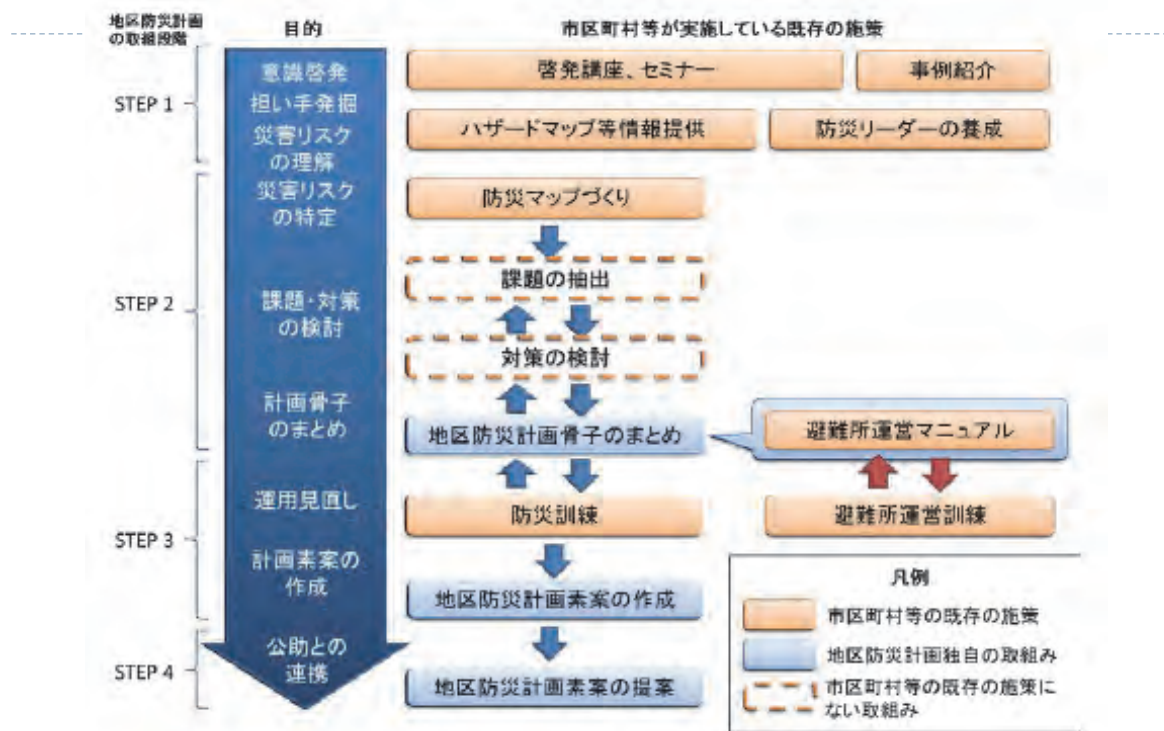 地区防災計画
の取組段階
目的
市区町村等が実施している既存の施策
STEP 1
意識啓発
担い手発掘
災害リスク
の理解
啓発講座、セミナー
事例紹介
ハザードマップ等情報提供
防災リーダーの養成
STEP 2
災害リスク
の特定
課題・対策
の検討
計画骨子
のまとめ
防災マップづくり
課題の抽出
対策の検討
地区防災計画骨子のまとめ
避難所運営マニュアル
STEP 3
運用見直し
計画素案の
作成
防災訓練
避難所運営訓練
地区防災計画素案の作成
STEP 4
公助との
連携
地区防災計画素案の提案
凡例
市区町村等の既存の施策
地区防災計画独自の取組み
市区町村等の既存の施策に
ない取組み